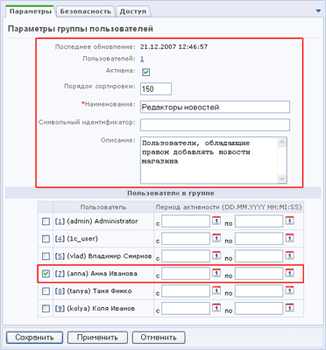 Параметры Безопасность Доступ
Параметры группы пользователей
Последнее обновление: 21.12.2007 12:46:57
Пользователей: 1
Активна:
Порядок сортировки: 150
*Наименование: Редакторы новостей
Символьный идентификатор:
Описание: Пользователи, обладающие
правом добавлять новости
магазина
Пользователи в группе
Пользователь Период активности (DD.MM.YYYY HH:MI:SS)
[1] (admin) Administrator с по
[4] (1c_user) с по
[5] (vlad) Владимир Смирнов с по
[7] (anna) Анна Иванова с по
[8] (tanya) Таня Фимко с по
[9] (kolya) Коля Иванов с по
Сохранить Применить Отменить